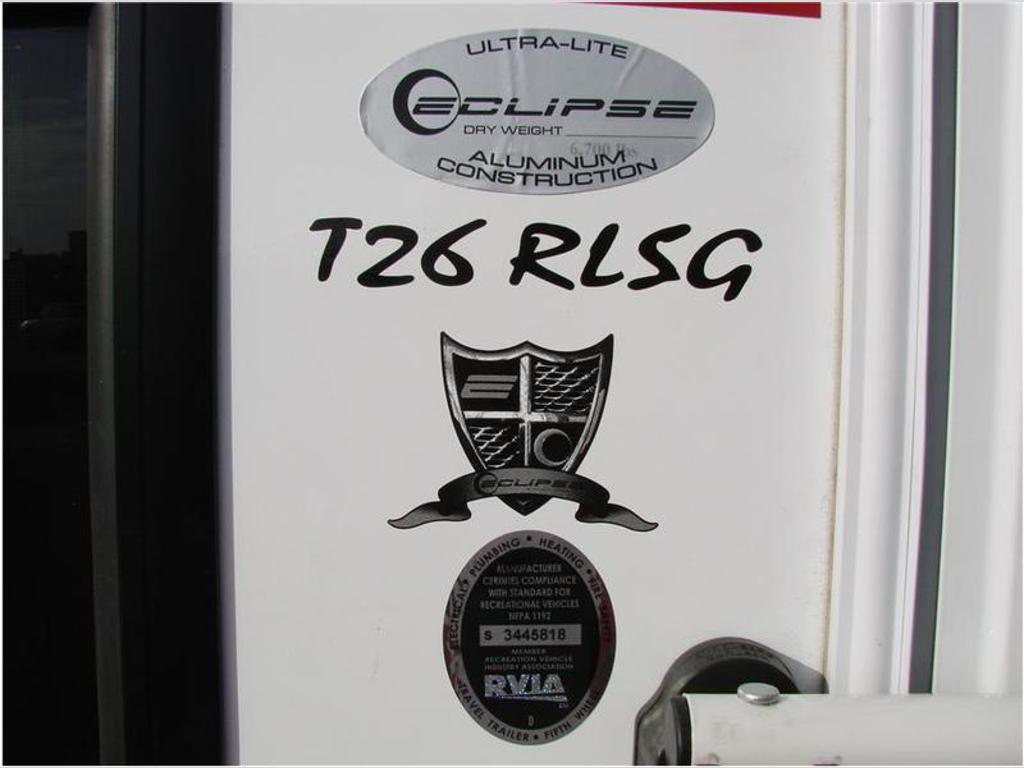 ULTRA-LITE
ECLIPSE
DRY WEIGHT
6,700 lbs
ALUMINUM
CONSTRUCTION
T26 RLSG
E
ECLIPSE
ELECTRICAL • PLUMBING • HEATING • FIRE SAFETY
MANUFACTURER
CERTIFIES COMPLIANCE
WITH STANDARD FOR
RECREATIONAL VEHICLES
NFPA 1192
S 3445818
MEMBER
RECREATION VEHICLE
INDUSTRY ASSOCIATION
RVIA
D
TRAVEL TRAILER • FIFTH WHEEL